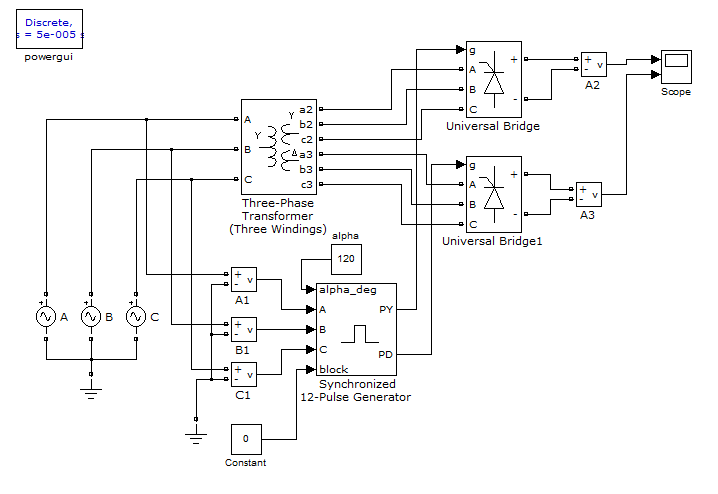 Discrete,
s = 5e-005 s
powergui
g
A
B
C
+
-
Universal Bridge
+
-
v
A2
Scope
A
B
C
Y
Y
Δ
a2
b2
c2
a3
b3
c3
Three-Phase
Transformer
(Three Windings)
g
A
B
C
+
-
Universal Bridge1
+
-
v
A3
alpha
120
+
-
v
A1
+
-
v
B1
+
-
v
C1
alpha_deg
A
B
C
block
PY
PD
Synchronized
12-Pulse Generator
+
A
+
B
+
C
0
Constant